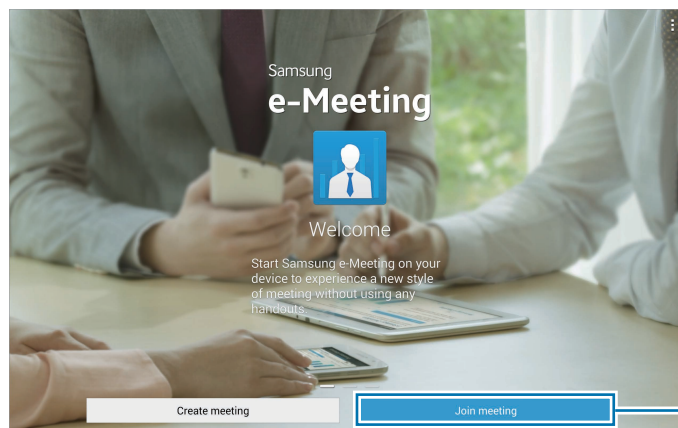 Samsung
e-Meeting
Welcome
Start Samsung e-Meeting on your
device to experience a new style
of meeting without using any
handouts.
Create meeting
Join meeting